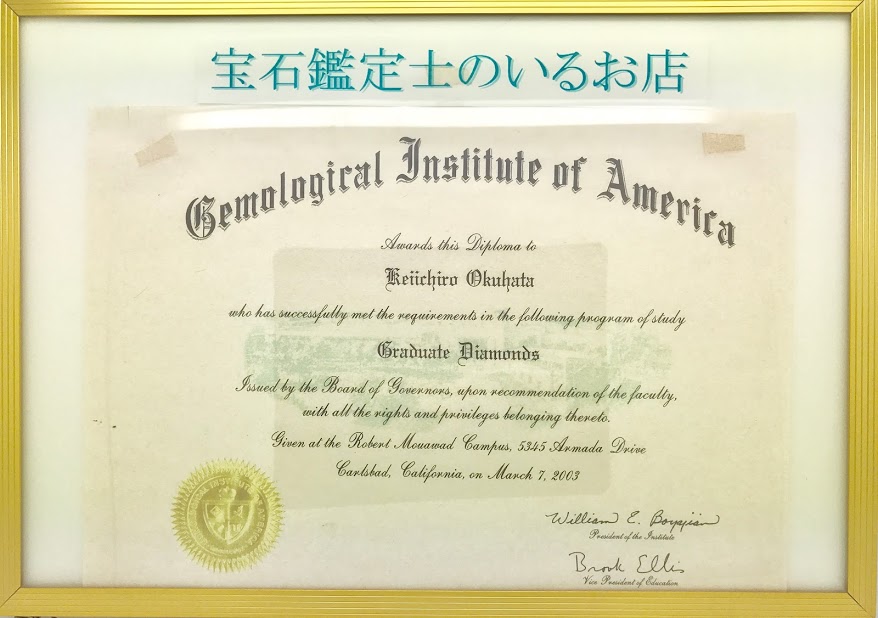 宝石鑑定士のいるお店
Gemological Institute of America
Awards this Diploma to
Keiichiro Okuhata
who has successfully met the requirements in the following program of study
Graduate Diamonds
Issued by the Board of Governors, upon recommendation of the faculty,
with all the rights and privileges belonging thereto.
Given at the Robert Mouawad Campus, 5345 Armada Drive
Carlsbad, California, on March 7, 2003
William E. Boyajian
President of the Institute
Brook Ellis
Vice President of Education